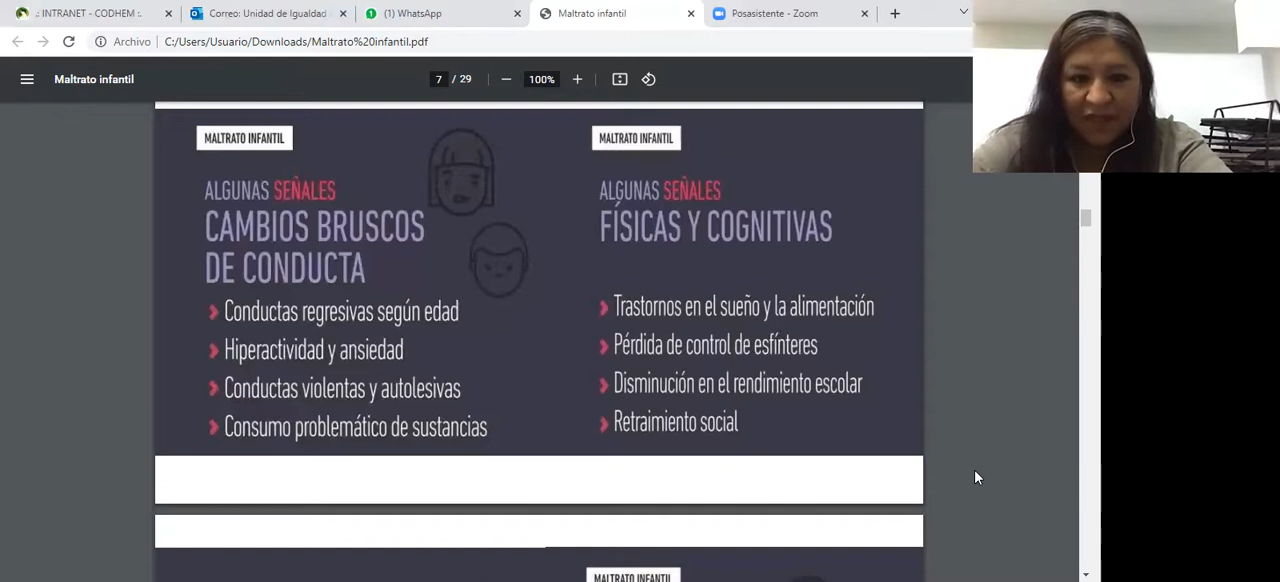 .: INTRANET - CODHEM :.
Correo: Unidad de Igualdad
(1) WhatsApp
Maltrato infantil
Posasistente - Zoom
Archivo
C:/Users/Usuario/Downloads/Maltrato%20infantil.pdf
Maltrato infantil
7 / 29
100%
MALTRATO INFANTIL
ALGUNAS SEÑALES
CAMBIOS BRUSCOS
DE CONDUCTA
Conductas regresivas según edad
Hiperactividad y ansiedad
Conductas violentas y autolesivas
Consumo problemático de sustancias
MALTRATO INFANTIL
ALGUNAS SEÑALES
FÍSICAS Y COGNITIVAS
Trastornos en el sueño y la alimentación
Pérdida de control de esfínteres
Disminución en el rendimiento escolar
Retraimiento social
MALTRATO INFANTIL